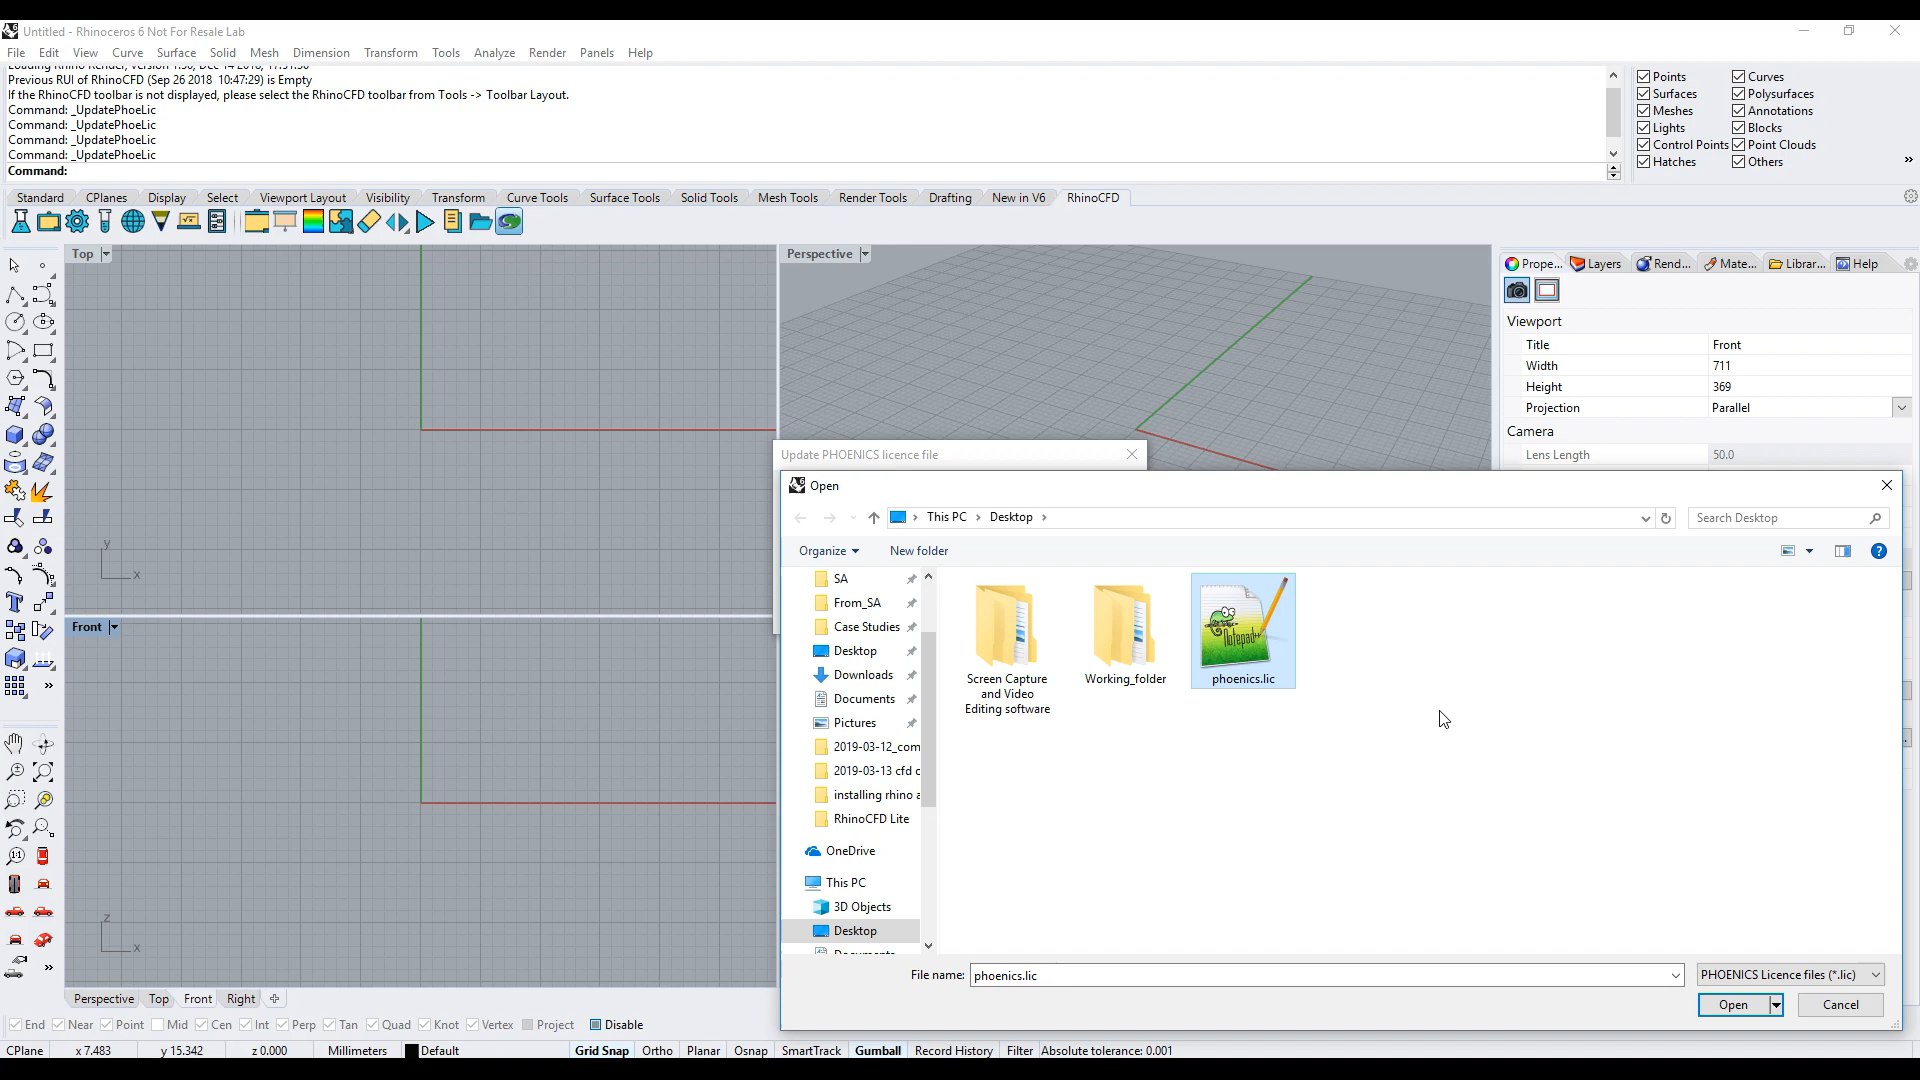 Untitled - Rhinoceros 6 Not For Resale Lab
File Edit View Curve Surface Solid Mesh Dimension Transform Tools Analyze Render Panels Help
Previous RUI of RhinoCFD (Sep 26 2018 10:47:29) is Empty
If the RhinoCFD toolbar is not displayed, please select the RhinoCFD toolbar from Tools -> Toolbar Layout.
Command: _UpdatePhoeLic
Command: _UpdatePhoeLic
Command: _UpdatePhoeLic
Command: _UpdatePhoeLic
Command:
Points Curves
Surfaces Polysurfaces
Meshes Annotations
Lights Blocks
Control Points Point Clouds
Hatches Others
Standard CPlanes Display Select Viewport Layout Visibility Transform Curve Tools Surface Tools Solid Tools Mesh Tools Render Tools Drafting New in V6 RhinoCFD
Top
Perspective
Prope... Layers Rend... Mate... Librar... Help
Viewport
Title Front
Width 711
Height 369
Projection Parallel
Camera
Lens Length 50.0
y
x
Front
z
x
Update PHOENICS licence file
Open
This PC > Desktop >
Search Desktop
Organize New folder
SA
From_SA
Case Studies
Desktop
Downloads
Documents
Pictures
2019-03-12_com
2019-03-13 cfd c
installing rhino a
RhinoCFD Lite
OneDrive
This PC
3D Objects
Desktop
Screen Capture
and Video
Editing software
Working_folder
Notepad++
phoenics.lic
File name: phoenics.lic
PHOENICS Licence files (*.lic)
Open Cancel
Perspective Top Front Right
End Near Point Mid Cen Int Perp Tan Quad Knot Vertex Project Disable
CPlane x 7.483 y 15.342 z 0.000 Millimeters Default Grid Snap Ortho Planar Osnap SmartTrack Gumball Record History Filter Absolute tolerance: 0.001